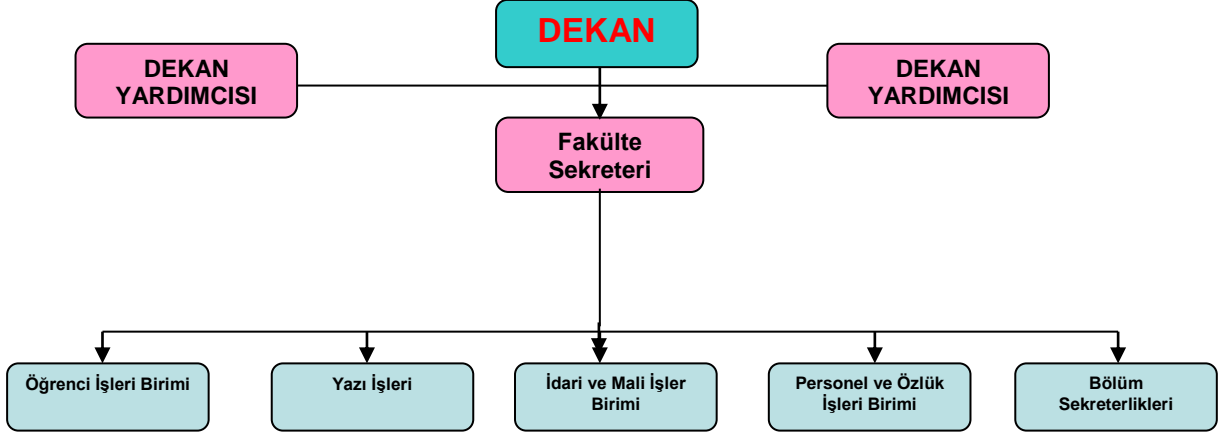 DEKAN
DEKAN
YARDIMCISI
DEKAN
YARDIMCISI
Fakülte
Sekreteri
Öğrenci İşleri Birimi
Yazı İşleri
İdari ve Mali İşler
Birimi
Personel ve Özlük
İşleri Birimi
Bölüm
Sekreterlikleri